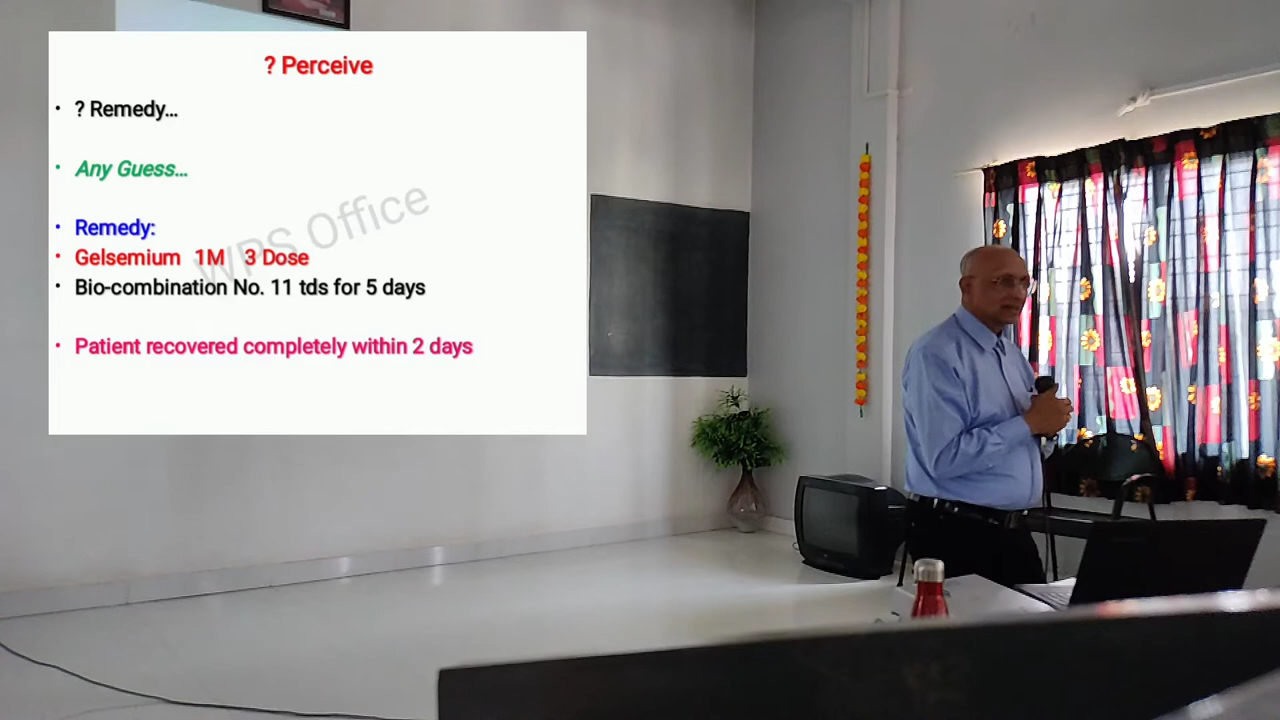 ? Perceive
• ? Remedy...
• Any Guess...
• Remedy:
• Gelsemium 1M 3 Dose
• Bio-combination No. 11 tds for 5 days
• Patient recovered completely within 2 days
WPS Office